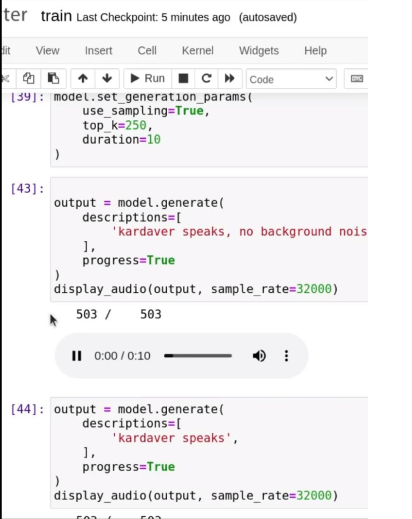 ter train Last Checkpoint: 5 minutes ago (autosaved)
dit View Insert Cell Kernel Widgets Help
Run Code
[39]: model.set_generation_params(
use_sampling=True,
top_k=250,
duration=10
)
[43]:
output = model.generate(
descriptions=[
'kardaver speaks, no background nois
],
progress=True
)
display_audio(output, sample_rate=32000)
503 / 503
0:00 / 0:10
[44]: output = model.generate(
descriptions=[
'kardaver speaks',
],
progress=True
)
display_audio(output, sample_rate=32000)
503 / 503